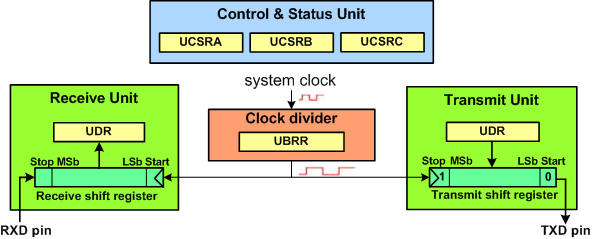 Control & Status Unit
UCSRA UCSRB UCSRC
system clock
Receive Unit
Clock divider
Transmit Unit
UDR
UBRR
UDR
Stop MSb LSb Start
Stop MSb LSb Start
1 0
Receive shift register
Transmit shift register
RXD pin
TXD pin